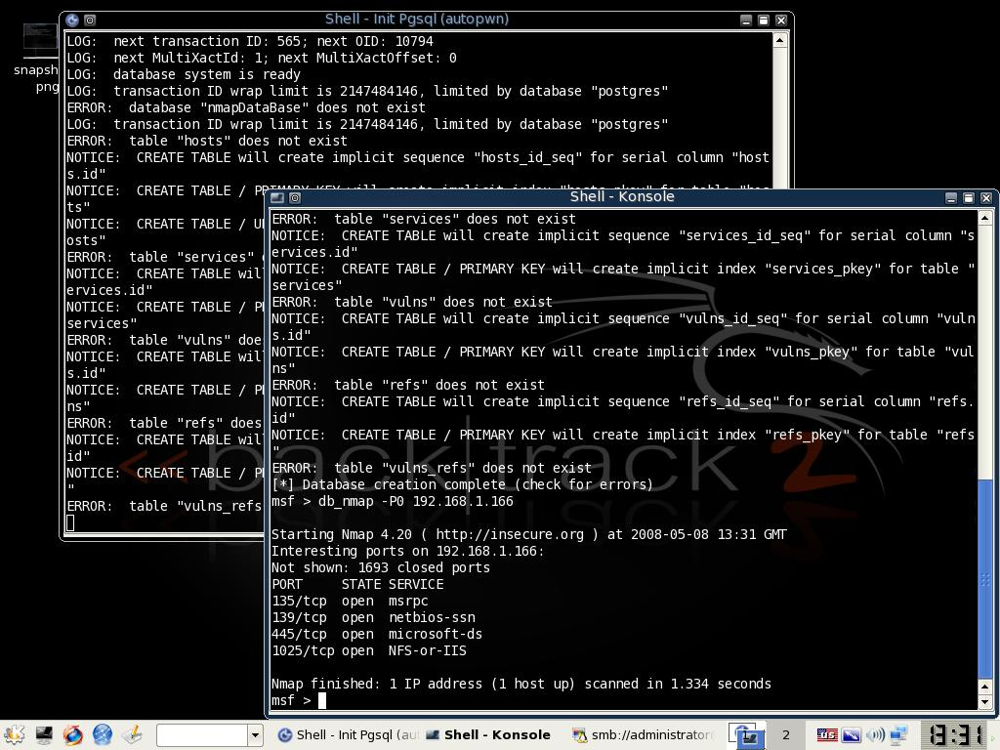 snapsh
png
Shell - Init Pgsql (autopwn)
LOG:  next transaction ID: 565; next OID: 10794
LOG:  next MultiXactId: 1; next MultiXactOffset: 0
LOG:  database system is ready
LOG:  transaction ID wrap limit is 2147484146, limited by database "postgres"
ERROR:  database "nmapDataBase" does not exist
LOG:  transaction ID wrap limit is 2147484146, limited by database "postgres"
ERROR:  table "hosts" does not exist
NOTICE:  CREATE TABLE will create implicit sequence "hosts_id_seq" for serial column "host
s.id"
NOTICE:  CREATE TABLE / PRIMARY KEY will create implicit index "hosts_pkey" for table "hos
ts"
NOTICE:  CREATE TABLE / U
osts"
ERROR:  table "services"
NOTICE:  CREATE TABLE wil
ervices.id"
NOTICE:  CREATE TABLE / P
services"
ERROR:  table "vulns" doe
NOTICE:  CREATE TABLE wil
s.id"
NOTICE:  CREATE TABLE / P
ns"
ERROR:  table "refs" does
NOTICE:  CREATE TABLE wil
id"
NOTICE:  CREATE TABLE / P
"
ERROR:  table "vulns_refs
Shell - Konsole
ERROR:  table "services" does not exist
NOTICE:  CREATE TABLE will create implicit sequence "services_id_seq" for serial column "s
ervices.id"
NOTICE:  CREATE TABLE / PRIMARY KEY will create implicit index "services_pkey" for table "
services"
ERROR:  table "vulns" does not exist
NOTICE:  CREATE TABLE will create implicit sequence "vulns_id_seq" for serial column "vuln
s.id"
NOTICE:  CREATE TABLE / PRIMARY KEY will create implicit index "vulns_pkey" for table "vul
ns"
ERROR:  table "refs" does not exist
NOTICE:  CREATE TABLE will create implicit sequence "refs_id_seq" for serial column "refs.
id"
NOTICE:  CREATE TABLE / PRIMARY KEY will create implicit index "refs_pkey" for table "refs
"
ERROR:  table "vulns_refs" does not exist
[*] Database creation complete (check for errors)
msf > db_nmap -P0 192.168.1.166
Starting Nmap 4.20 ( http://insecure.org ) at 2008-05-08 13:31 GMT
Interesting ports on 192.168.1.166:
Not shown: 1693 closed ports
PORT     STATE SERVICE
135/tcp  open  msrpc
139/tcp  open  netbios-ssn
445/tcp  open  microsoft-ds
1025/tcp open  NFS-or-IIS
Nmap finished: 1 IP address (1 host up) scanned in 1.334 seconds
msf >
<< back|track 2
Shell - Init Pgsql (au
Shell - Konsole
smb://administrator
1
2
us
13:31